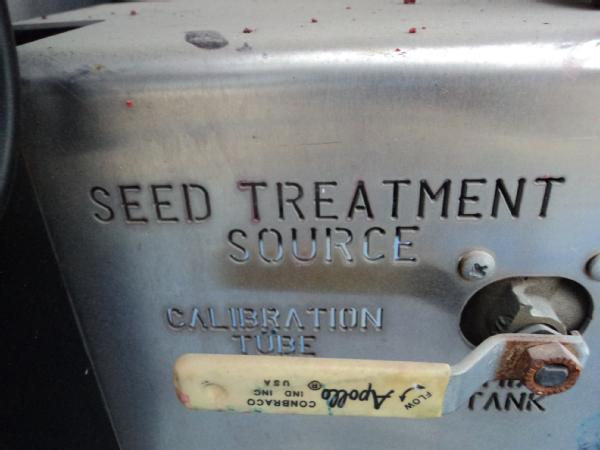 SEED TREATMENT
SOURCE
CALIBRATION
TUBE
FLOW
Apollo®
CONBRACO
IND INC
USA
TANK